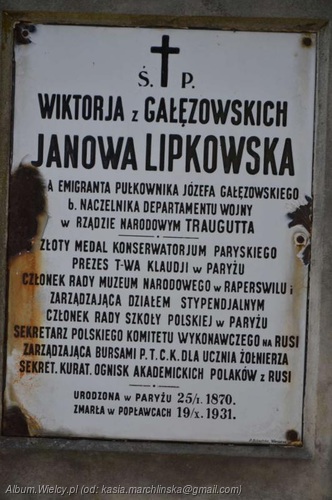 Ś. P.
WIKTORJA z GAŁĘZOWSKICH
JANOWA LIPKOWSKA
A EMIGRANTA PUŁKOWNIKA JÓZEFA GAŁĘZOWSKIEGO
b. NACZELNIKA DEPARTAMENTU WOJNY
w RZĄDZIE NARODOWYM TRAUGUTTA
ZŁOTY MEDAL KONSERWATORJUM PARYSKIEGO
PREZES T-WA KLAUDJI w PARYŻU
CZŁONEK RADY MUZEUM NARODOWEGO w RAPERSWILU i
ZARZĄDZAJĄCA DZIAŁEM STYPENDJALNYM
CZŁONEK RADY SZKOŁY POLSKIEJ w PARYŻU
SEKRETARZ POLSKIEGO KOMITETU WYKONAWCZEGO NA RUSI
ZARZĄDZAJĄCA BURSAMI P.T.C.K. DLA UCZNIA ŻOŁNIERZA
SEKRET. KURAT. OGNISK AKADEMICKICH POLAKÓW z RUSI
URODZONA w PARYŻU 25/I. 1870.
ZMARŁA w POPŁAWCACH 19/X. 1931.
Album.Wielcy.pl (od: kasia.marchlinska@gmail.com)